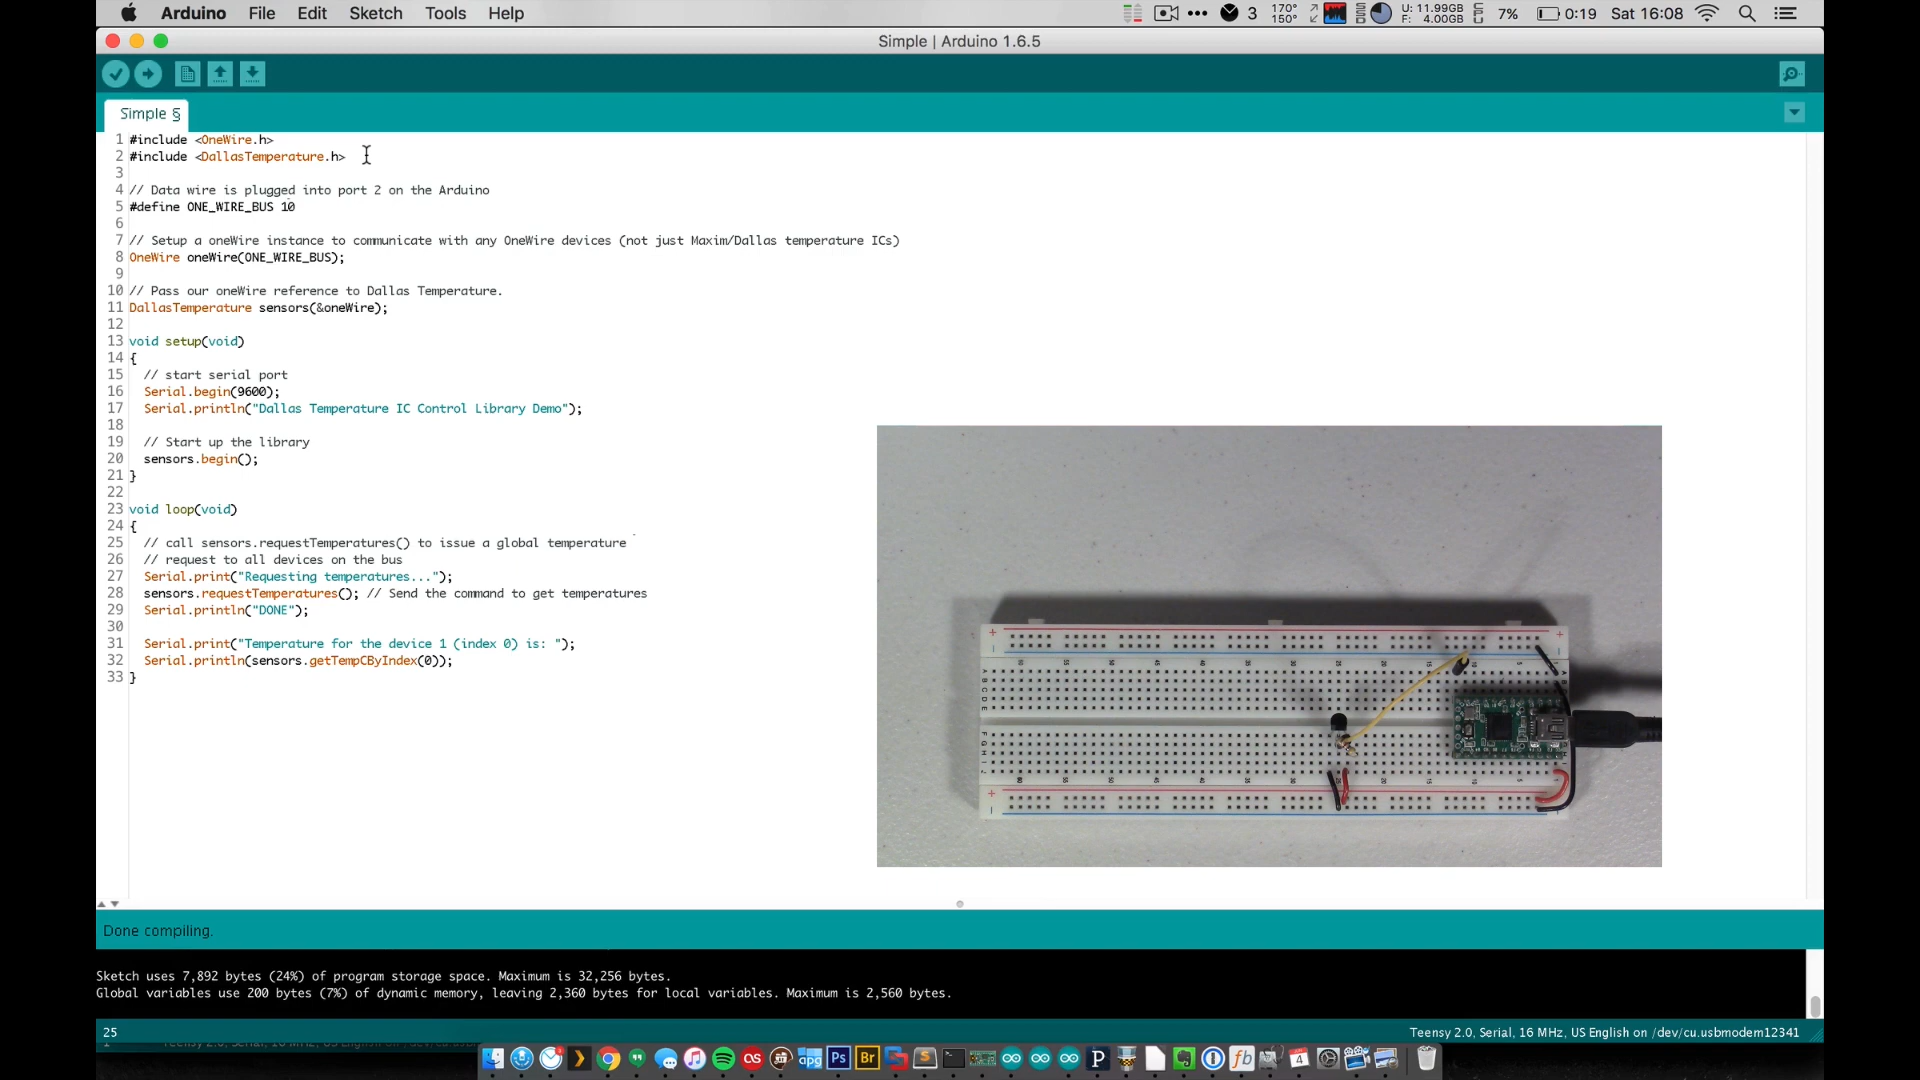 Arduino File Edit Sketch Tools Help 3 170° 150° U: 11.99GB F: 4.00GB 7% 0:19 Sat 16:08
Simple | Arduino 1.6.5
Simple §
1 #include <OneWire.h>
2 #include <DallasTemperature.h>
3
4 // Data wire is plugged into port 2 on the Arduino
5 #define ONE_WIRE_BUS 10
6
7 // Setup a oneWire instance to communicate with any OneWire devices (not just Maxim/Dallas temperature ICs)
8 OneWire oneWire(ONE_WIRE_BUS);
9
10 // Pass our oneWire reference to Dallas Temperature.
11 DallasTemperature sensors(&oneWire);
12
13 void setup(void)
14 {
15 // start serial port
16 Serial.begin(9600);
17 Serial.println("Dallas Temperature IC Control Library Demo");
18
19 // Start up the library
20 sensors.begin();
21 }
22
23 void loop(void)
24 {
25 // call sensors.requestTemperatures() to issue a global temperature
26 // request to all devices on the bus
27 Serial.print("Requesting temperatures...");
28 sensors.requestTemperatures(); // Send the command to get temperatures
29 Serial.println("DONE");
30
31 Serial.print("Temperature for the device 1 (index 0) is: ");
32 Serial.println(sensors.getTempCByIndex(0));
33 }
Done compiling.
Sketch uses 7,892 bytes (24%) of program storage space. Maximum is 32,256 bytes.
Global variables use 200 bytes (7%) of dynamic memory, leaving 2,360 bytes for local variables. Maximum is 2,560 bytes.
25 Teensy 2.0, Serial, 16 MHz, US English on /dev/cu.usbmodem12341